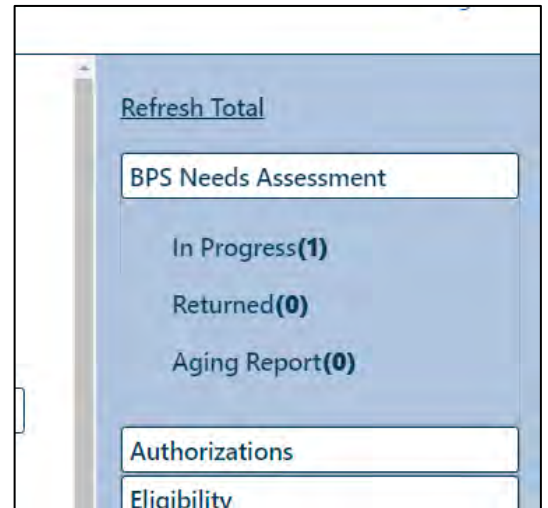 Refresh Total
BPS Needs Assessment
In Progress(1)
Returned(0)
Aging Report(0)
Authorizations
Eligibility